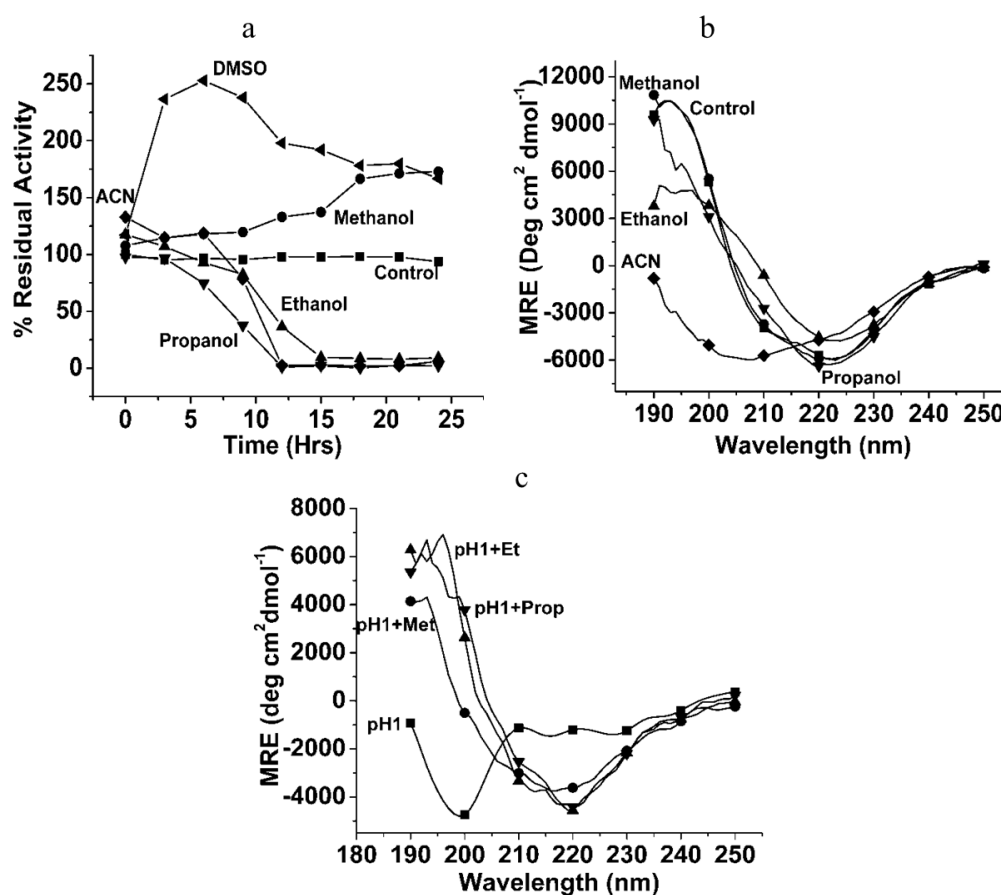 a
DMSO
ACN
Methanol
Control
Ethanol
Propanol
% Residual Activity
250
200
150
100
50
0
0 5 10 15 20 25
Time (Hrs)
b
Methanol
Control
Ethanol
ACN
Propanol
MRE (Deg cm² dmol⁻¹)
12000
9000
6000
3000
0
-3000
-6000
190 200 210 220 230 240 250
Wavelength (nm)
c
pH1+Et
pH1+Prop
pH1+Met
pH1
MRE (deg cm² dmol⁻¹)
8000
6000
4000
2000
0
-2000
-4000
180 190 200 210 220 230 240 250
Wavelength (nm)